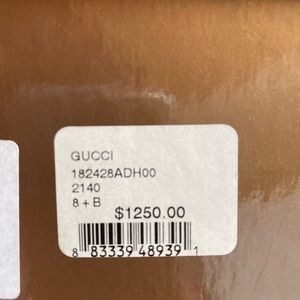 GUCCI
182428ADH00
2140
8 + B
$1250.00
8 83339 48939 1